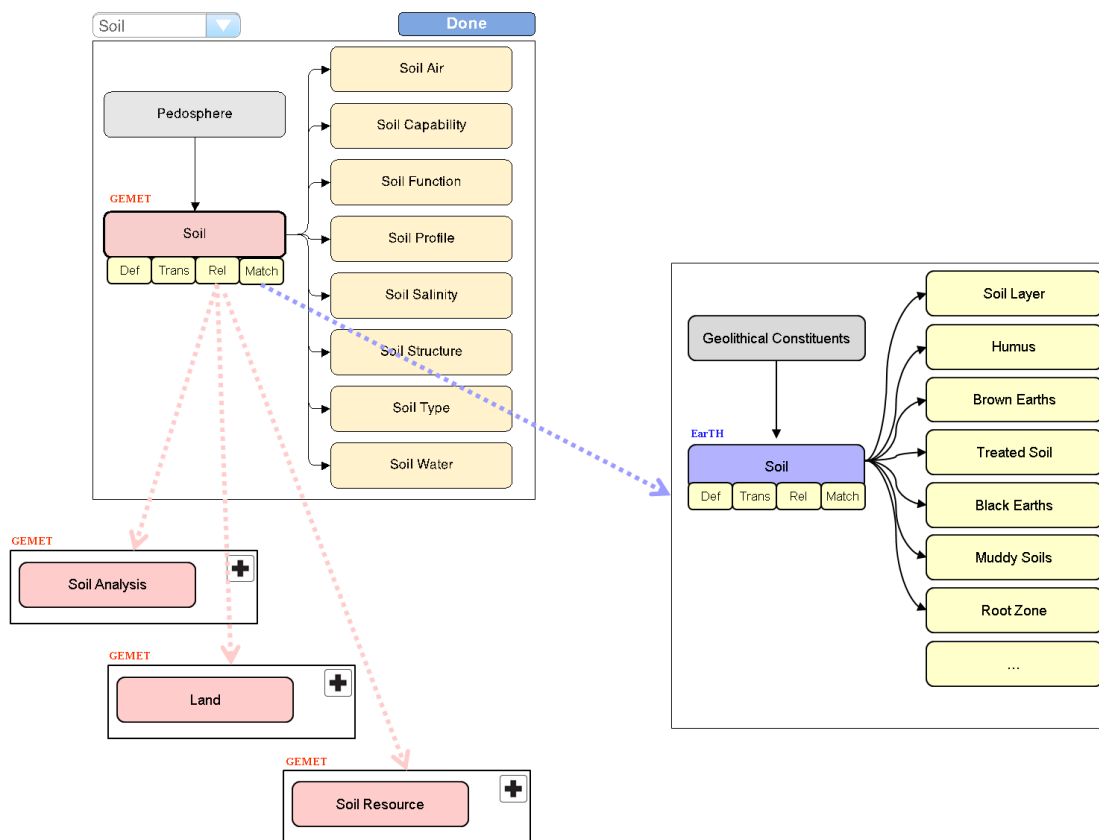 Soil
Done
Soil Air
Pedosphere
Soil Capability
Soil Function
GEMET
Soil
Soil Profile
Def Trans Rel Match
Soil Salinity
Soil Structure
Soil Type
Soil Water
Soil Layer
Geolithical Constituents
Humus
Brown Earths
EarTH
Soil
Treated Soil
Def Trans Rel Match
Black Earths
Muddy Soils
Root Zone
...
GEMET
Soil Analysis
GEMET
Land
GEMET
Soil Resource